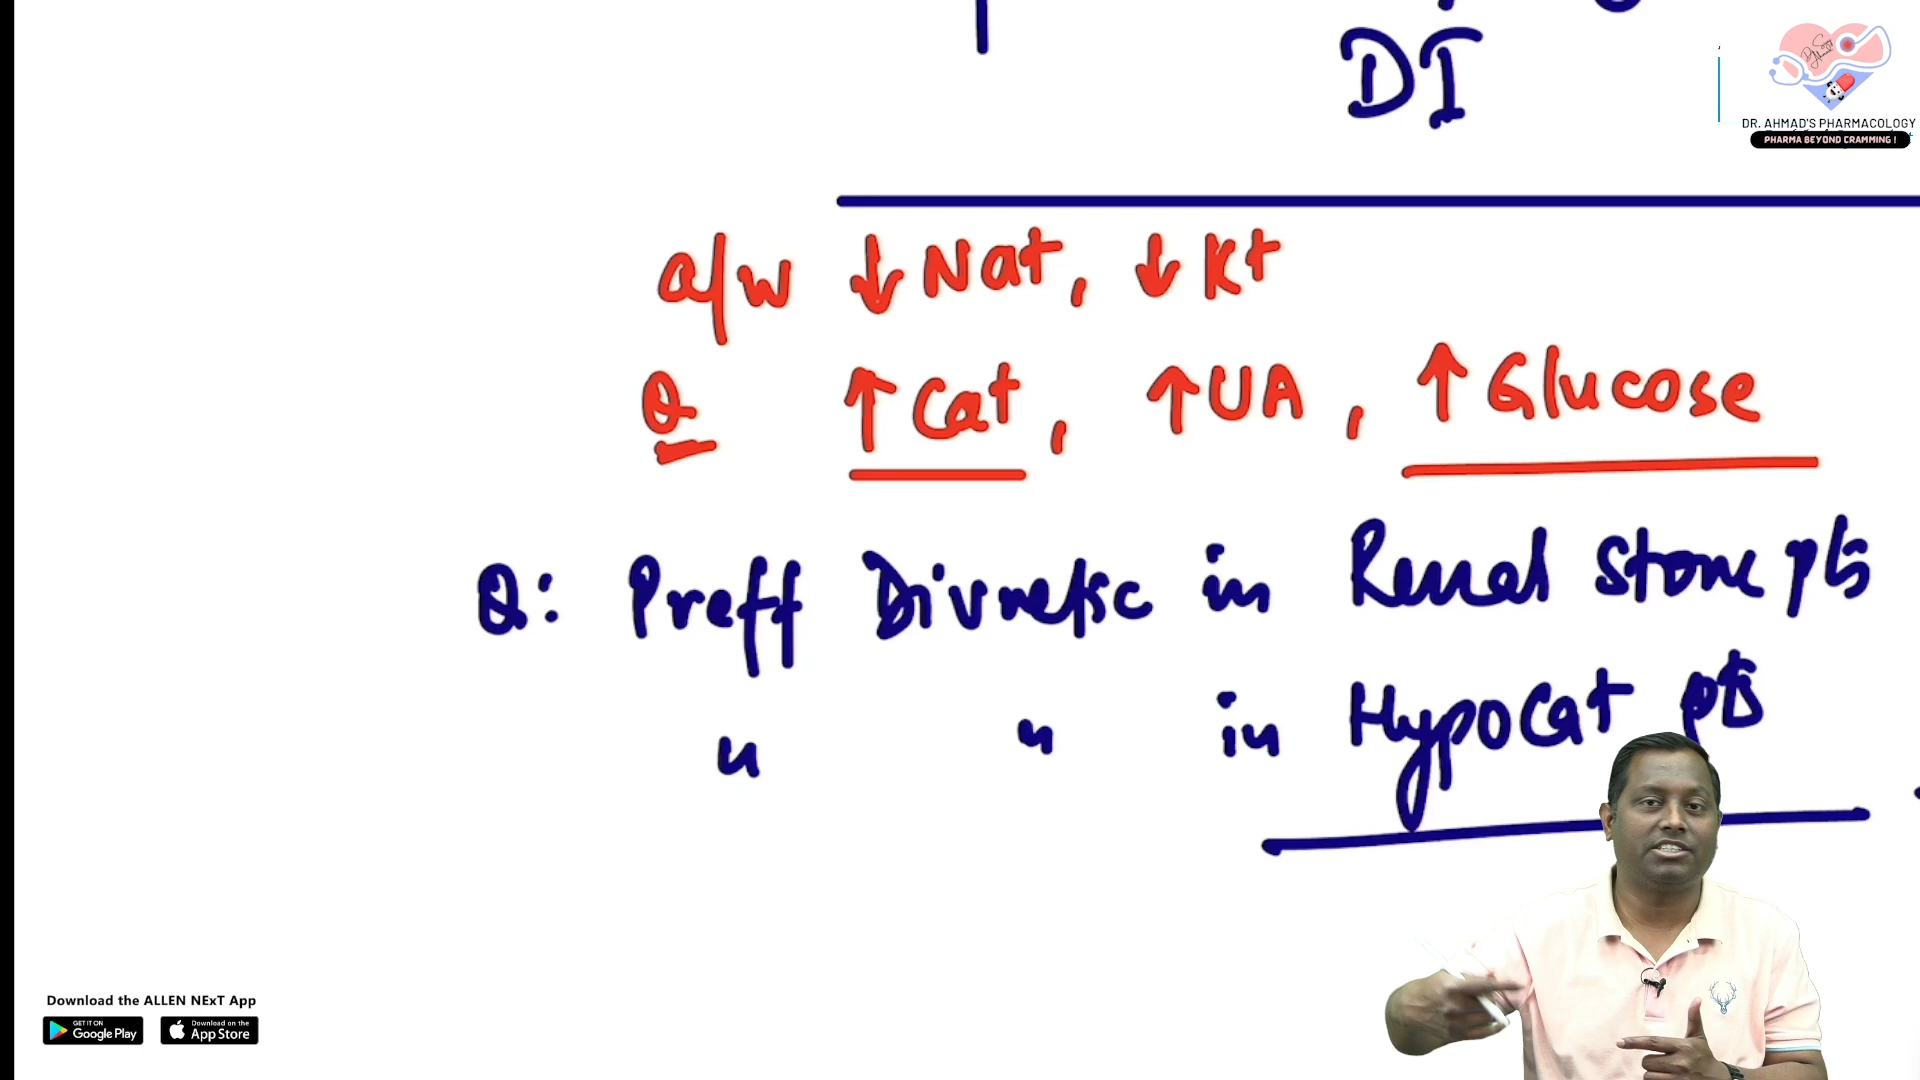 DI
DR. AHMAD'S PHARMACOLOGY
PHARMA BEYOND CRAMMING !
a/w ↓ Na+, ↓ K+
Q ↑ Ca+, ↑ UA, ↑ Glucose
Q: Preff Diuretic in Renal Stone pts
" " in HypoCa+ pts
Download the ALLEN NExT App
GET IT ON Google Play
Download on the App Store